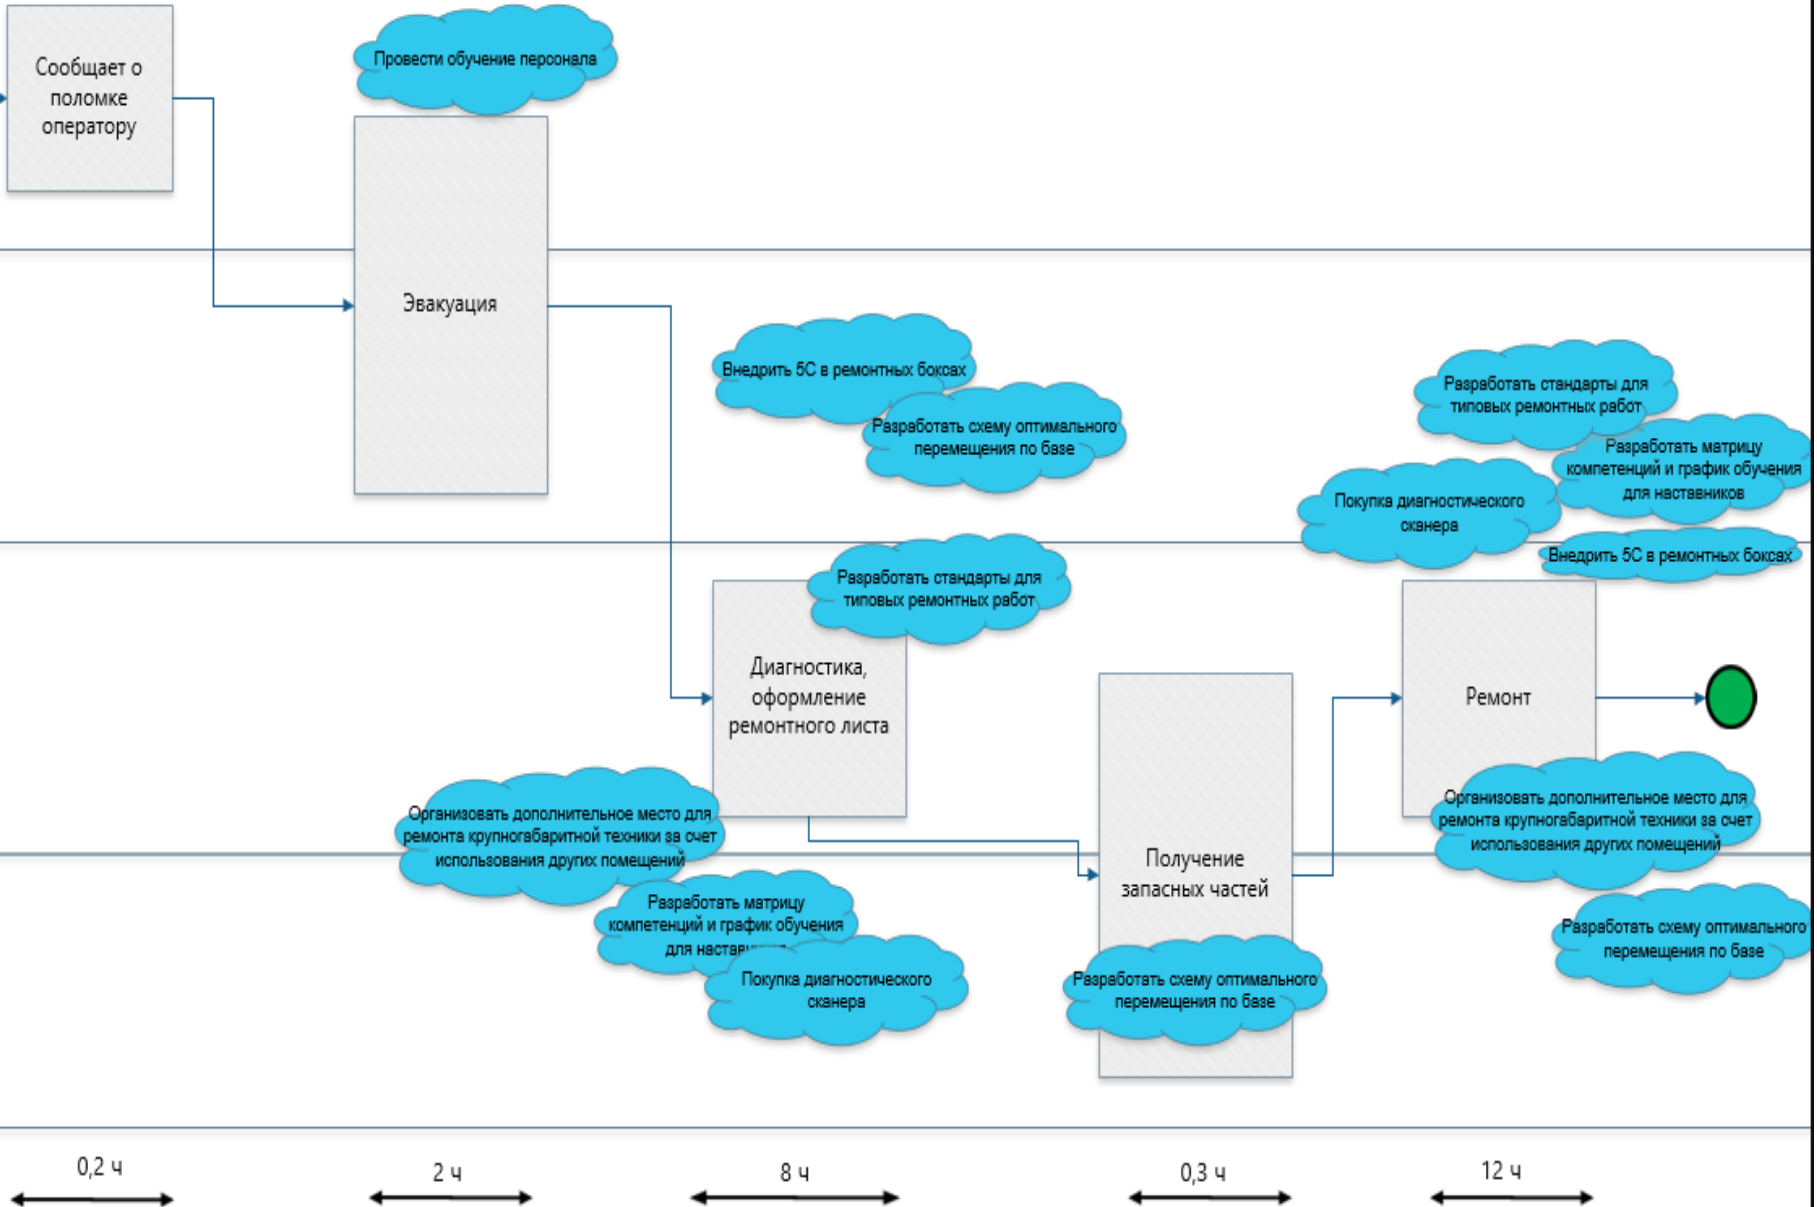 Сообщает о
поломке
оператору
Провести обучение персонала
Эвакуация
Внедрить 5С в ремонтных боксах
Разработать схему оптимального
перемещения по базе
Разработать стандарты для
типовых ремонтных работ
Разработать матрицу
компетенций и график обучения
для наставников
Покупка диагностического
сканера
Внедрить 5С в ремонтных боксах
Разработать стандарты для
типовых ремонтных работ
Диагностика,
оформление
ремонтного листа
Ремонт
Организовать дополнительное место для
ремонта крупногабаритной техники за счет
использования других помещений
Разработать матрицу
компетенций и график обучения
для
Покупка диагностического
сканера
Получение
запасных частей
Разработать схему оптимального
перемещения по базе
Организовать дополнительное место для
ремонта крупногабаритной техники за счет
использования других помещений
Разработать схему оптимального
перемещения по базе
0,2 ч
2 ч
8 ч
0,3 ч
12 ч